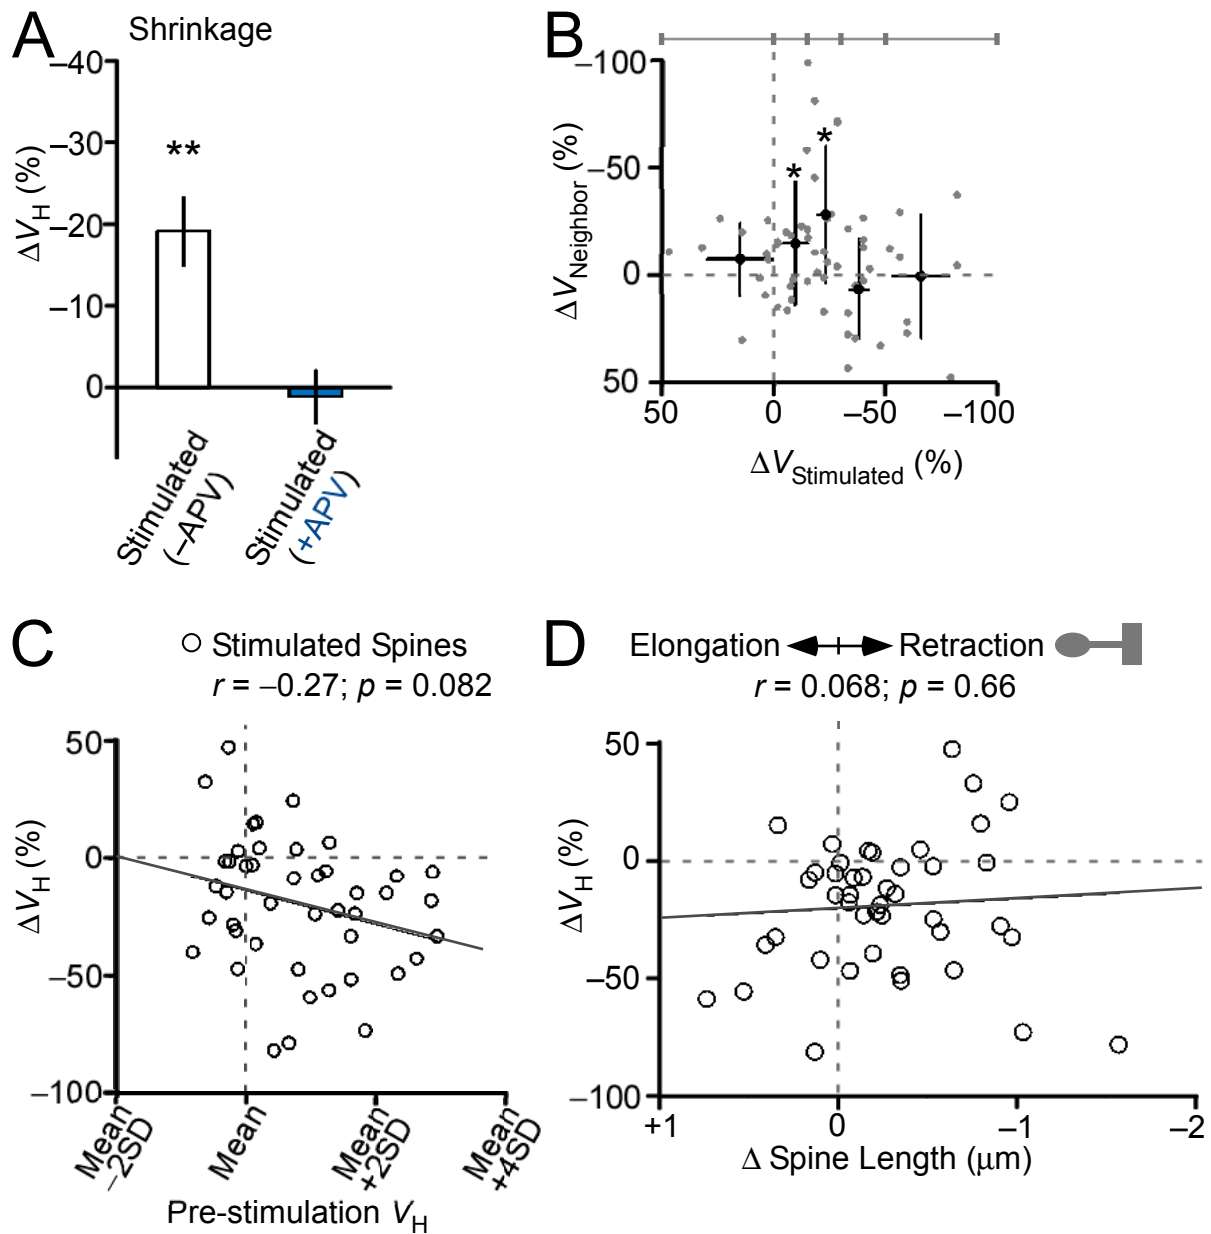 A
Shrinkage
–40
–30
–20
–10
0
ΔVH (%)
**
Stimulated
(–APV)
Stimulated
(+APV)
B
–100
–50
0
50
ΔVNeighbor (%)
*
*
50
0
–50
–100
ΔVStimulated (%)
C
Stimulated Spines
r = –0.27; p = 0.082
50
0
–50
–100
ΔVH (%)
Mean
–2SD
Mean
Mean
+2SD
Mean
+4SD
Pre-stimulation VH
D
Elongation Retraction
r = 0.068; p = 0.66
50
0
–50
–100
ΔVH (%)
+1
0
–1
–2
Δ Spine Length (μm)